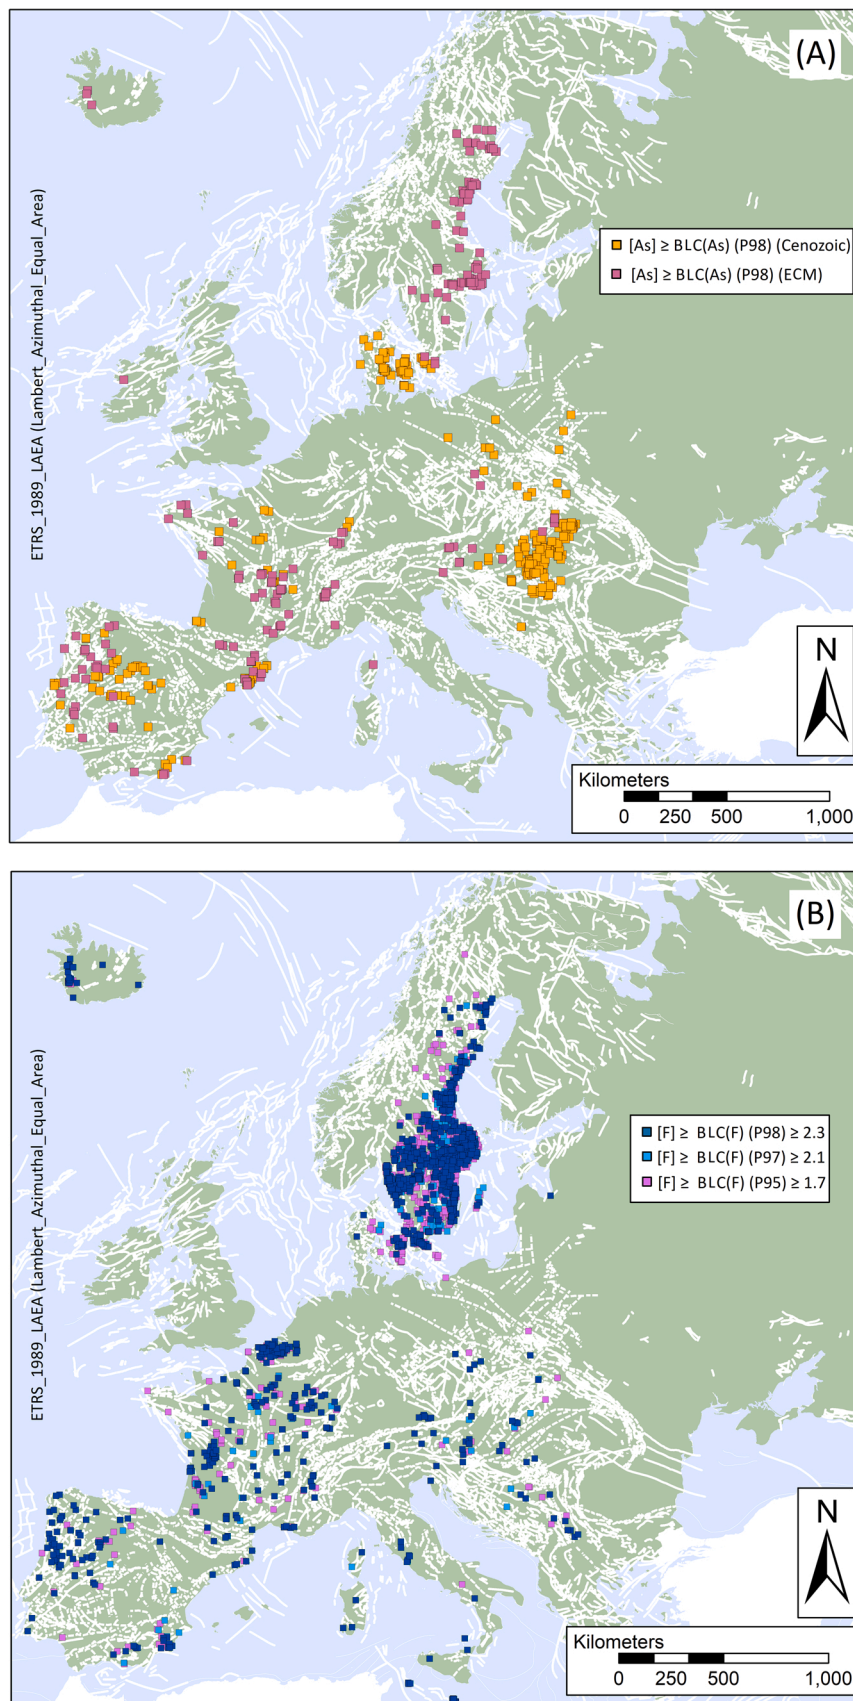 (A)
ETRS_1989_LAEA (Lambert_Azimuthal_Equal_Area)
[As] ≥ BLC(As) (P98) (Cenozoic)
[As] ≥ BLC(As) (P98) (ECM)
N
Kilometers
0 250 500 1,000
(B)
ETRS_1989_LAEA (Lambert_Azimuthal_Equal_Area)
[F] ≥ BLC(F) (P98) ≥ 2.3
[F] ≥ BLC(F) (P97) ≥ 2.1
[F] ≥ BLC(F) (P95) ≥ 1.7
N
Kilometers
0 250 500 1,000